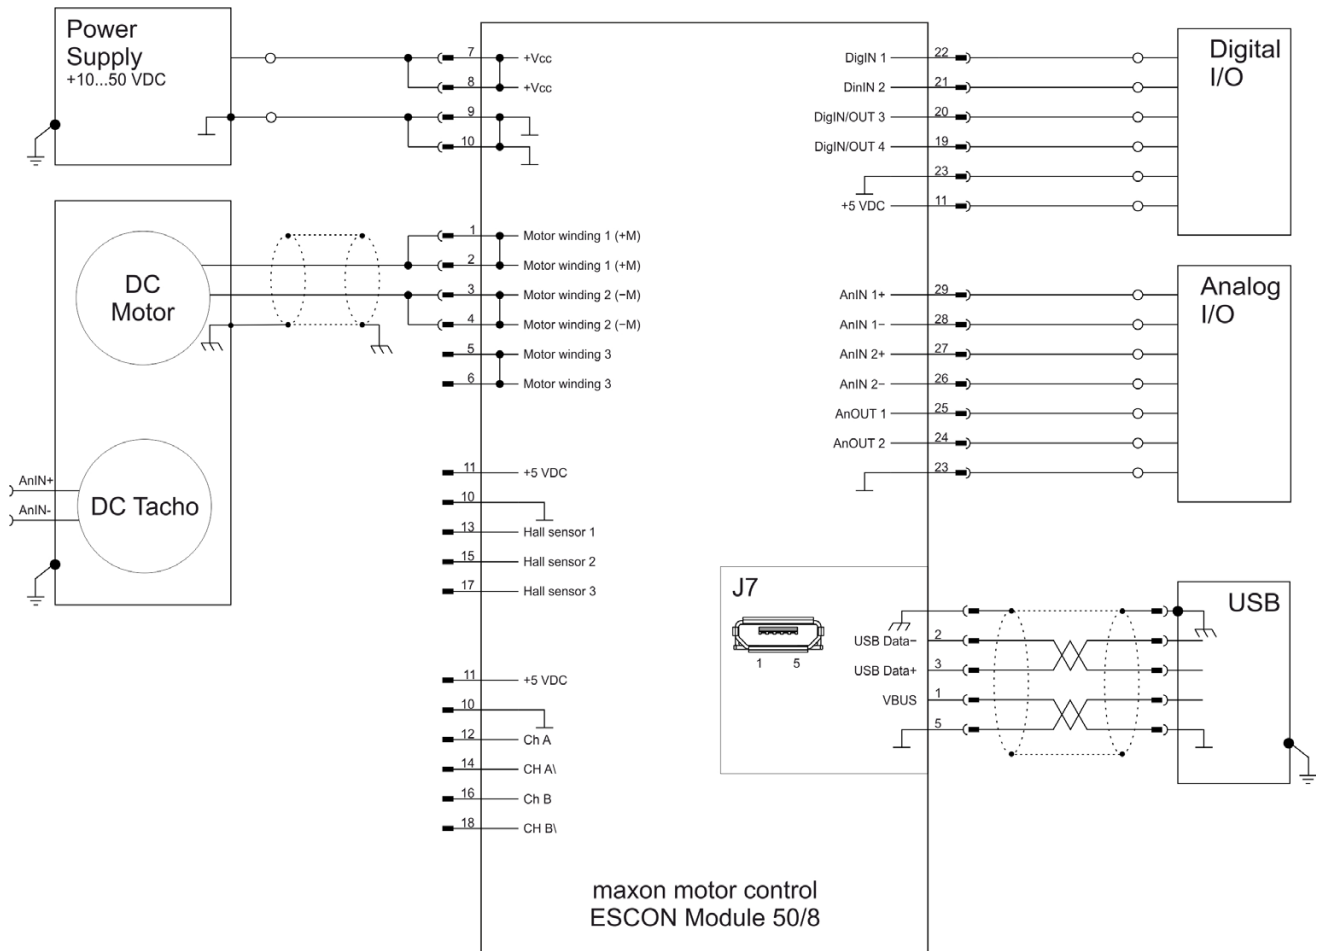 Power
Supply
+10...50 VDC
7
+Vcc
8
+Vcc
9
10
DC
Motor
1
Motor winding 1 (+M)
2
Motor winding 1 (+M)
3
Motor winding 2 (−M)
4
Motor winding 2 (−M)
5
Motor winding 3
6
Motor winding 3
AnIN+
AnIN-
DC Tacho
11
+5 VDC
10
13
Hall sensor 1
15
Hall sensor 2
17
Hall sensor 3
11
+5 VDC
10
12
Ch A
14
CH A\
16
Ch B
18
CH B\
DigIN 1
22
DinIN 2
21
DigIN/OUT 3
20
DigIN/OUT 4
19
23
+5 VDC
11
Digital
I/O
AnIN 1+
29
AnIN 1−
28
AnIN 2+
27
AnIN 2−
26
AnOUT 1
25
AnOUT 2
24
23
Analog
I/O
J7
1 5
USB Data−
2
USB Data+
3
VBUS
1
5
USB
maxon motor control
ESCON Module 50/8